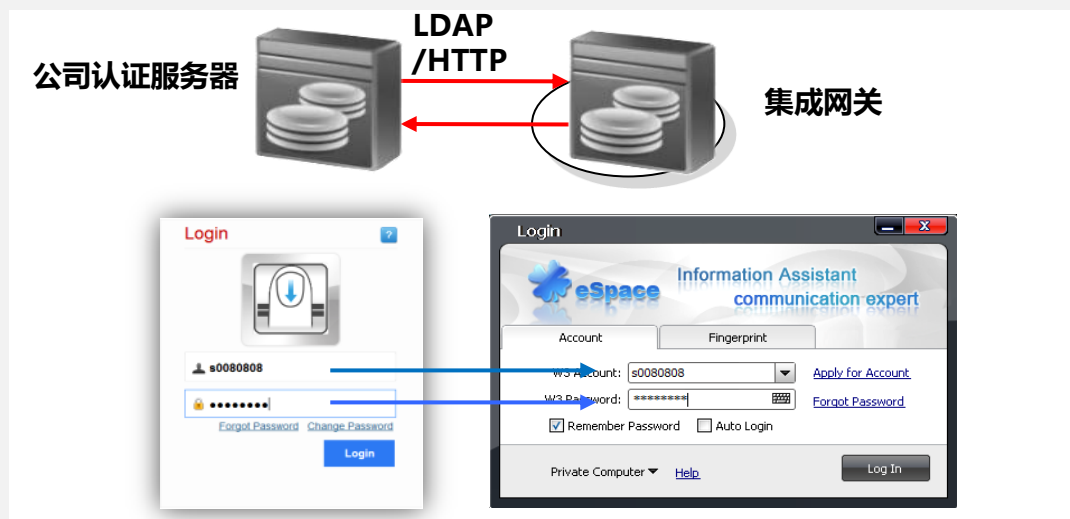 LDAP
/HTTP
公司认证服务器
集成网关
Login
?
s0080808
Forgot Password Change Password
Login
Login
X
eSpace
Information Assistant
communication expert
Account Fingerprint
W3 Account: s0080808 Apply for Account
W3 Password: ******** Forgot Password
Remember Password Auto Login
Private Computer Help Log In